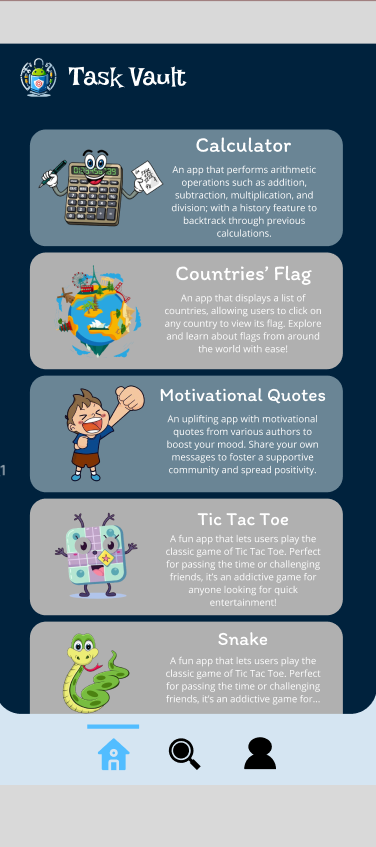 Task Vault
Calculator
An app that performs arithmetic
operations such as addition,
subtraction, multiplication, and
division; with a history feature to
backtrack through previous
calculations.
Countries' Flag
An app that displays a list of
countries, allowing users to click on
any country to view its flag. Explore
and learn about flags from around
the world with ease!
Motivational Quotes
An uplifting app with motivational
quotes from various authors to
boost your mood. Share your own
messages to foster a supportive
community and spread positivity.
1
Tic Tac Toe
A fun app that lets users play the
classic game of Tic Tac Toe. Perfect
for passing the time or challenging
friends, it's an addictive game for
anyone looking for quick
entertainment!
Snake
A fun app that lets users play the
classic game of Tic Tac Toe. Perfect
for passing the time or challenging
friends, it's an addictive game for...